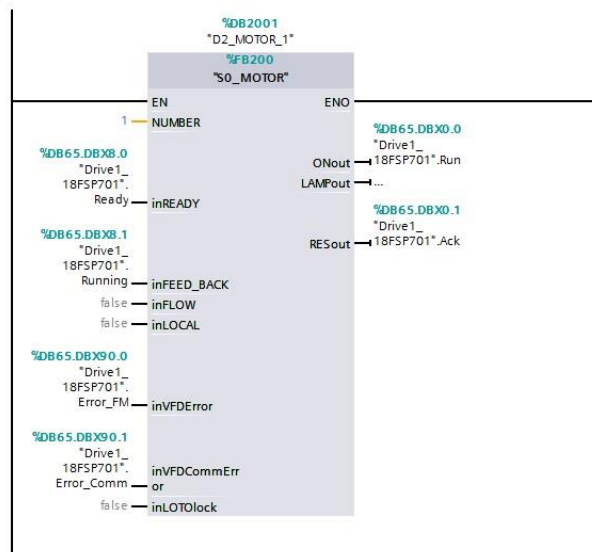 %DB2001
"D2_MOTOR_1"
%FB200
"S0_MOTOR"
EN ENO
1 NUMBER
%DB65.DBX0.0
"Drive1_
ONout 18FSP701".Run
LAMPout ...
%DB65.DBX8.0
"Drive1_
18FSP701".
Ready inREADY
%DB65.DBX0.1
"Drive1_
RESout 18FSP701".Ack
%DB65.DBX8.1
"Drive1_
18FSP701".
Running inFEED_BACK
false inFLOW
false inLOCAL
%DB65.DBX90.0
"Drive1_
18FSP701".
Error_FM inVFDError
%DB65.DBX90.1
"Drive1_
18FSP701".
Error_Comm
inVFDCommErr
or
false inLOTOlock